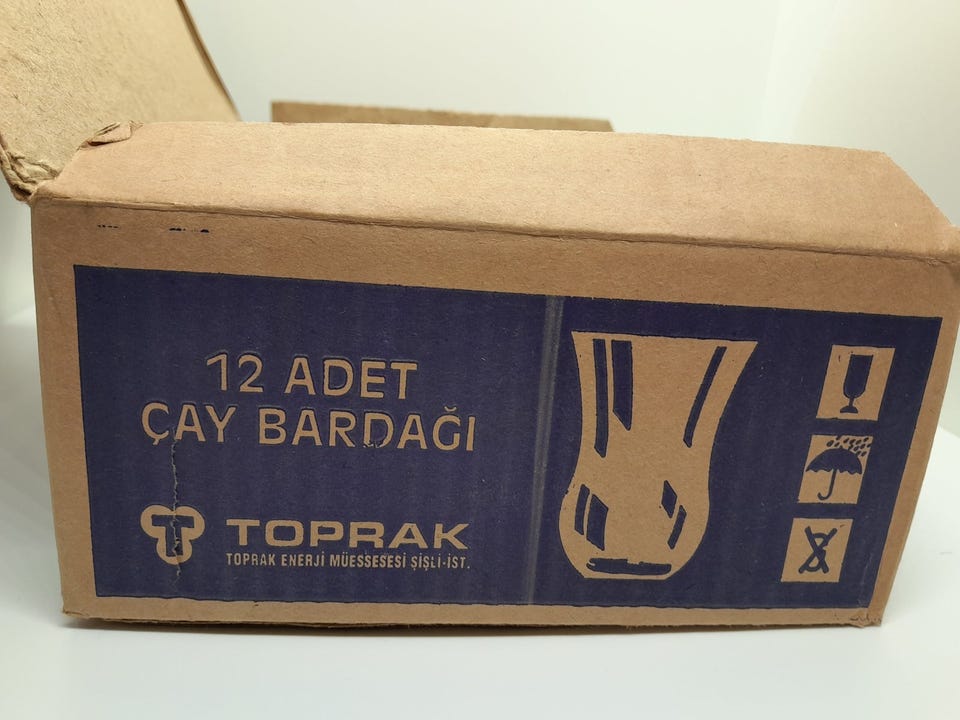 12 ADET
ÇAY BARDAĞI
TOPRAK
TOPRAK ENERJİ MÜESSESESİ ŞİŞLİ-İST.